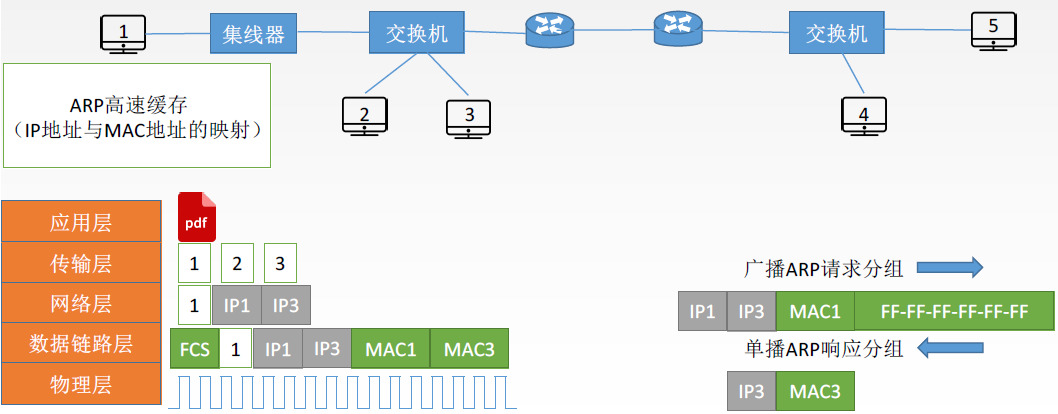 1
集线器
交换机
交换机
5
2
3
4
ARP高速缓存
（IP地址与MAC地址的映射）
应用层
pdf
传输层
1 2 3
网络层
1 IP1 IP3
数据链路层
FCS 1 IP1 IP3 MAC1 MAC3
物理层
广播ARP请求分组
IP1 IP3 MAC1 FF-FF-FF-FF-FF-FF
单播ARP响应分组
IP3 MAC3